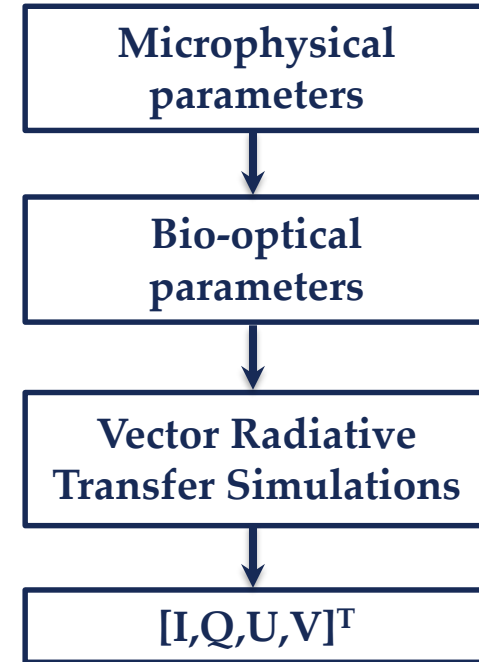 Microphysical
parameters
Bio-optical
parameters
Vector Radiative
Transfer Simulations
[I,Q,U,V]ᵀ